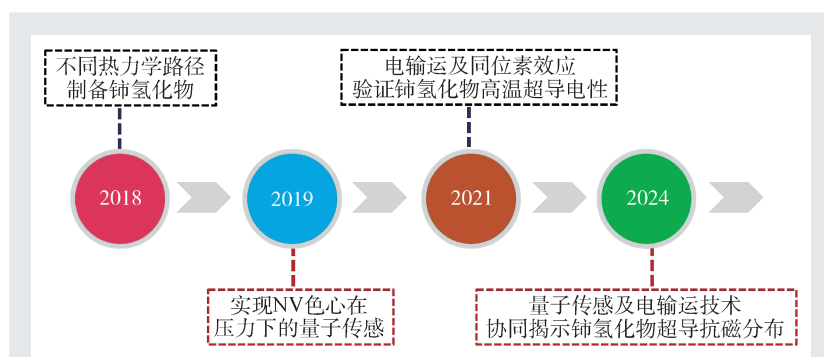 不同热力学路径
制备铈氢化物
电输运及同位素效应
验证铈氢化物高温超导电性
2018
2019
2021
2024
实现NV色心在
压力下的量子传感
量子传感及电输运技术
协同揭示铈氢化物超导抗磁分布